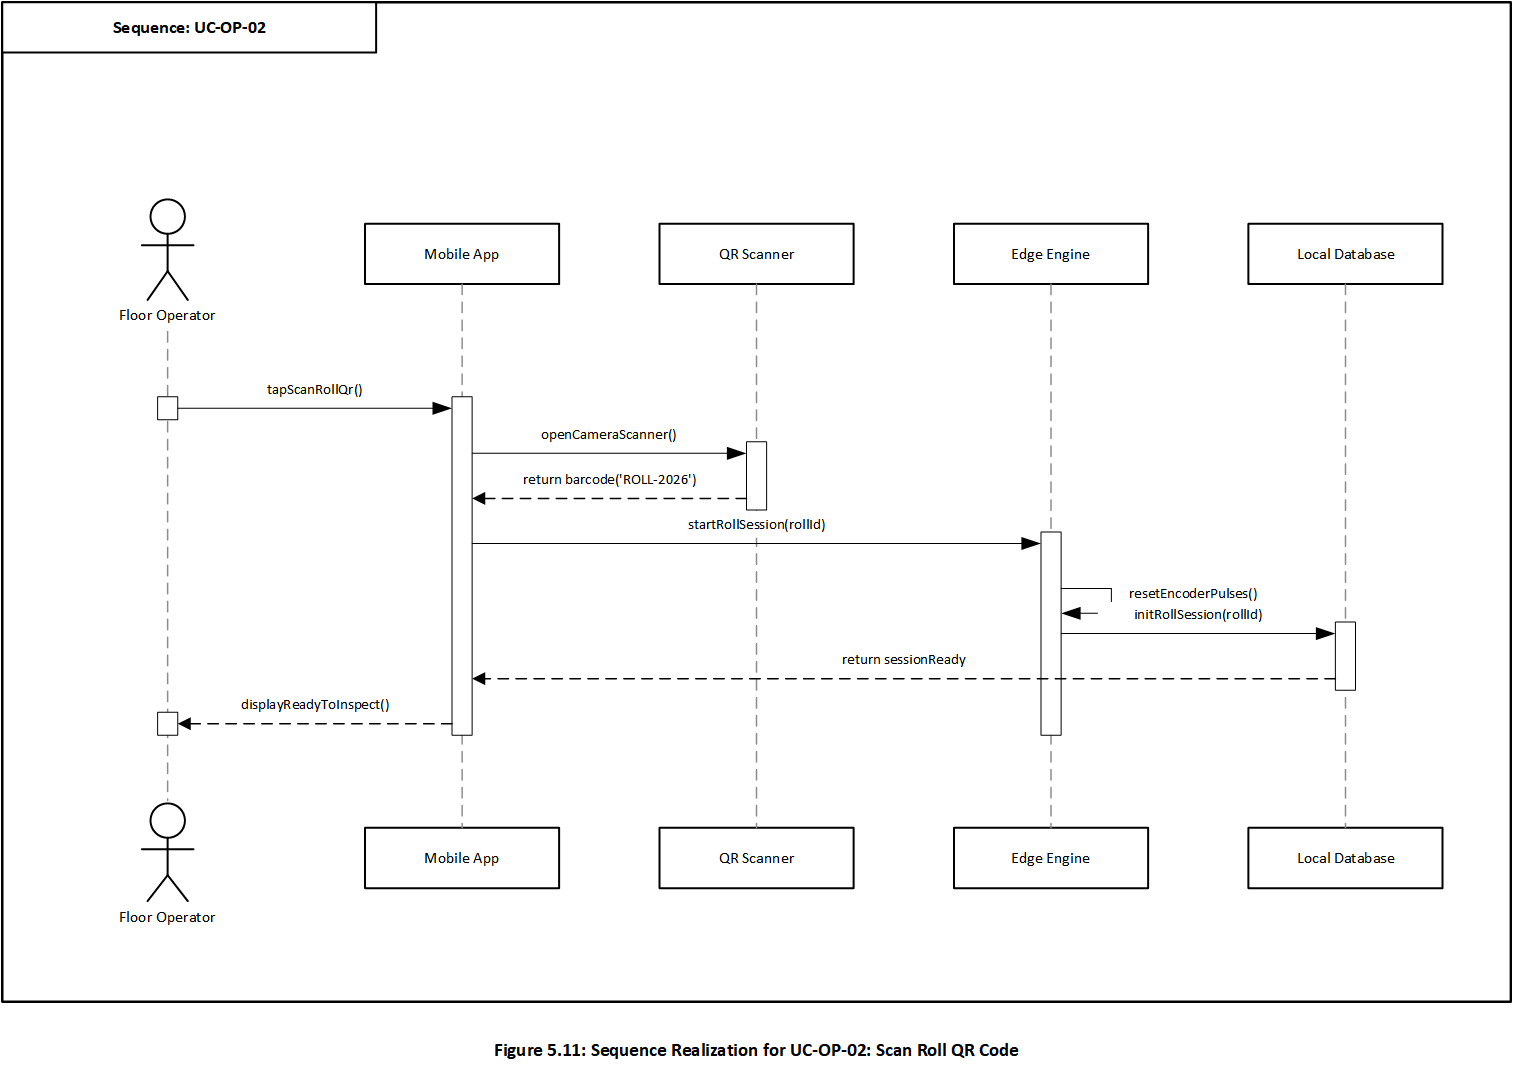 Sequence: UC-OP-02
Floor Operator
Mobile App
QR Scanner
Edge Engine
Local Database
tapScanRollQr()
openCameraScanner()
return barcode('ROLL-2026')
startRollSession(rollId)
resetEncoderPulses()
initRollSession(rollId)
return sessionReady
displayReadyToInspect()
Floor Operator
Mobile App
QR Scanner
Edge Engine
Local Database
Figure 5.11: Sequence Realization for UC-OP-02: Scan Roll QR Code